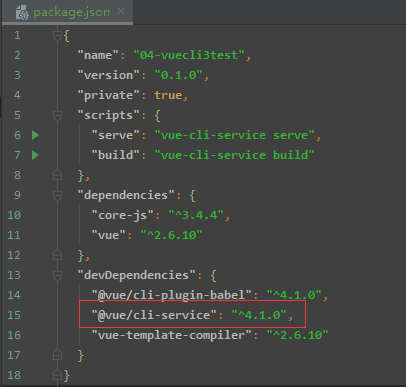 package.json
1 {
2 "name": "04-vuecli3test",
3 "version": "0.1.0",
4 "private": true,
5 "scripts": {
6 "serve": "vue-cli-service serve",
7 "build": "vue-cli-service build"
8 },
9 "dependencies": {
10 "core-js": "^3.4.4",
11 "vue": "^2.6.10"
12 },
13 "devDependencies": {
14 "@vue/cli-plugin-babel": "^4.1.0",
15 "@vue/cli-service": "^4.1.0",
16 "vue-template-compiler": "^2.6.10"
17 }
18 }